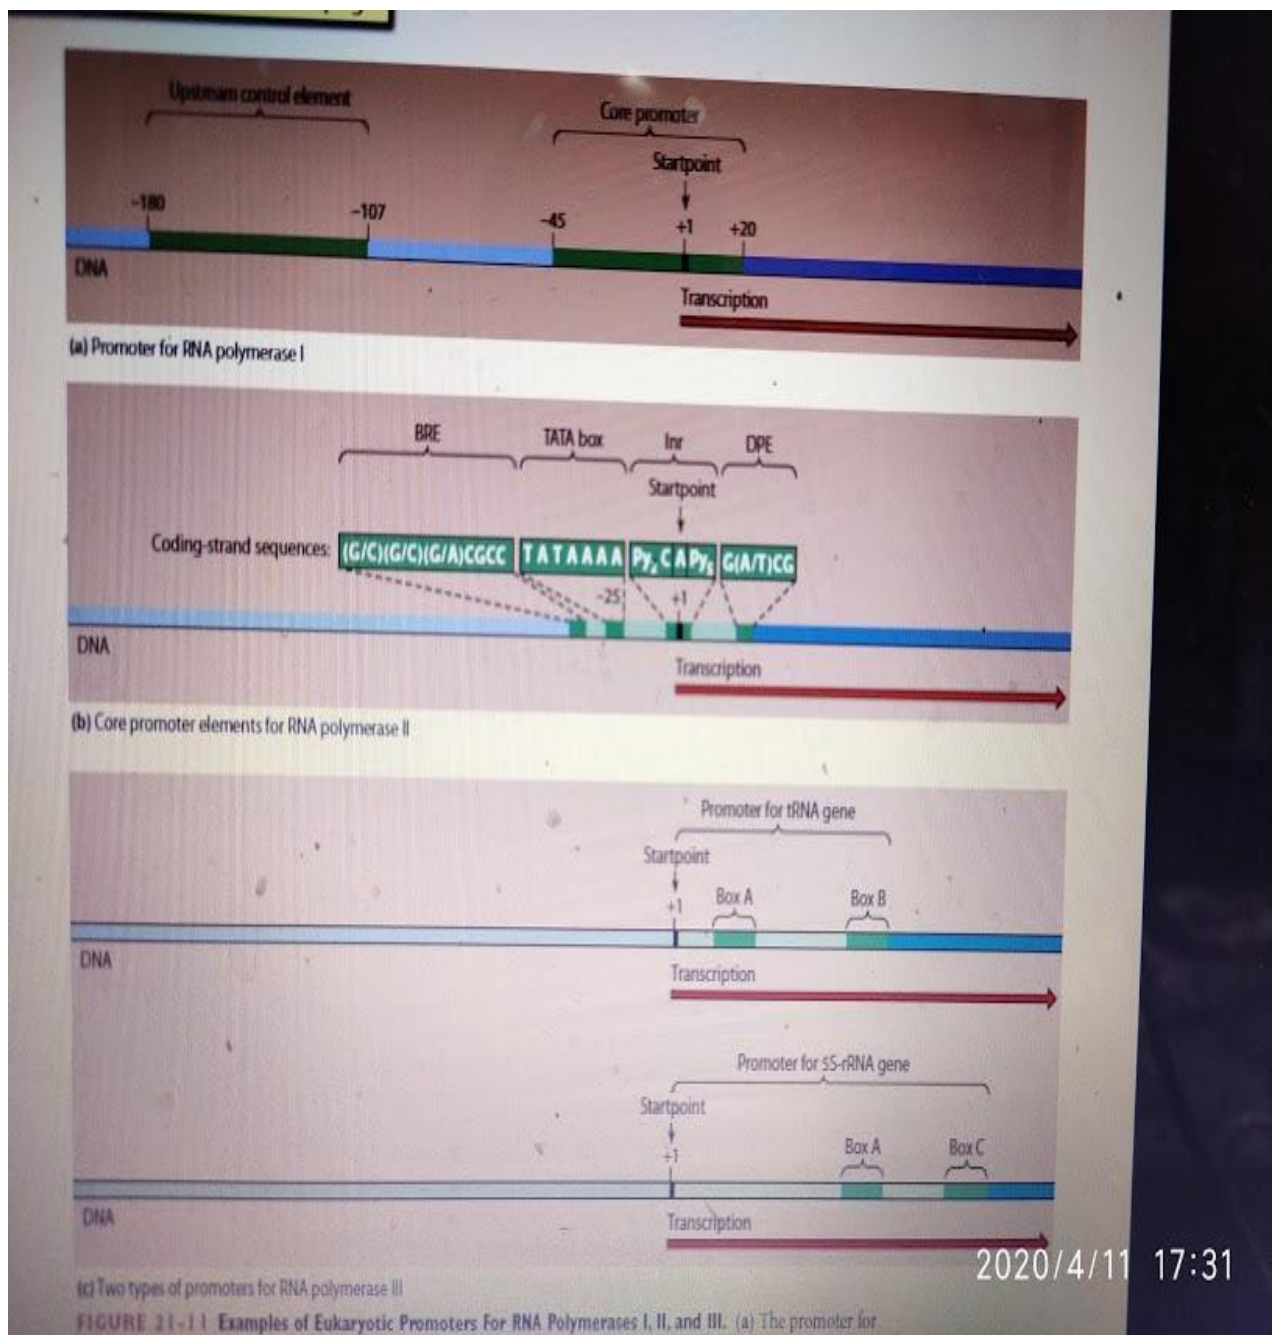 Upstream control element
Core promoter
Startpoint
-180
-107
-45
+1
+20
DNA
Transcription
(a) Promoter for RNA polymerase I
BRE
TATA box
Inr
DPE
Startpoint
Coding-strand sequences: (G/C)(G/C)(G/A)CGCC TATAAAA Py₂CAPy₅ G(A/T)CG
-25
+1
DNA
Transcription
(b) Core promoter elements for RNA polymerase II
Promoter for tRNA gene
Startpoint
+1
Box A
Box B
DNA
Transcription
Promoter for 5S-rRNA gene
Startpoint
+1
Box A
Box C
DNA
Transcription
2020/4/11 17:31
(c) Two types of promoters for RNA polymerase III
FIGURE 21-11 Examples of Eukaryotic Promoters For RNA Polymerases I, II, and III. (a) The promoter for